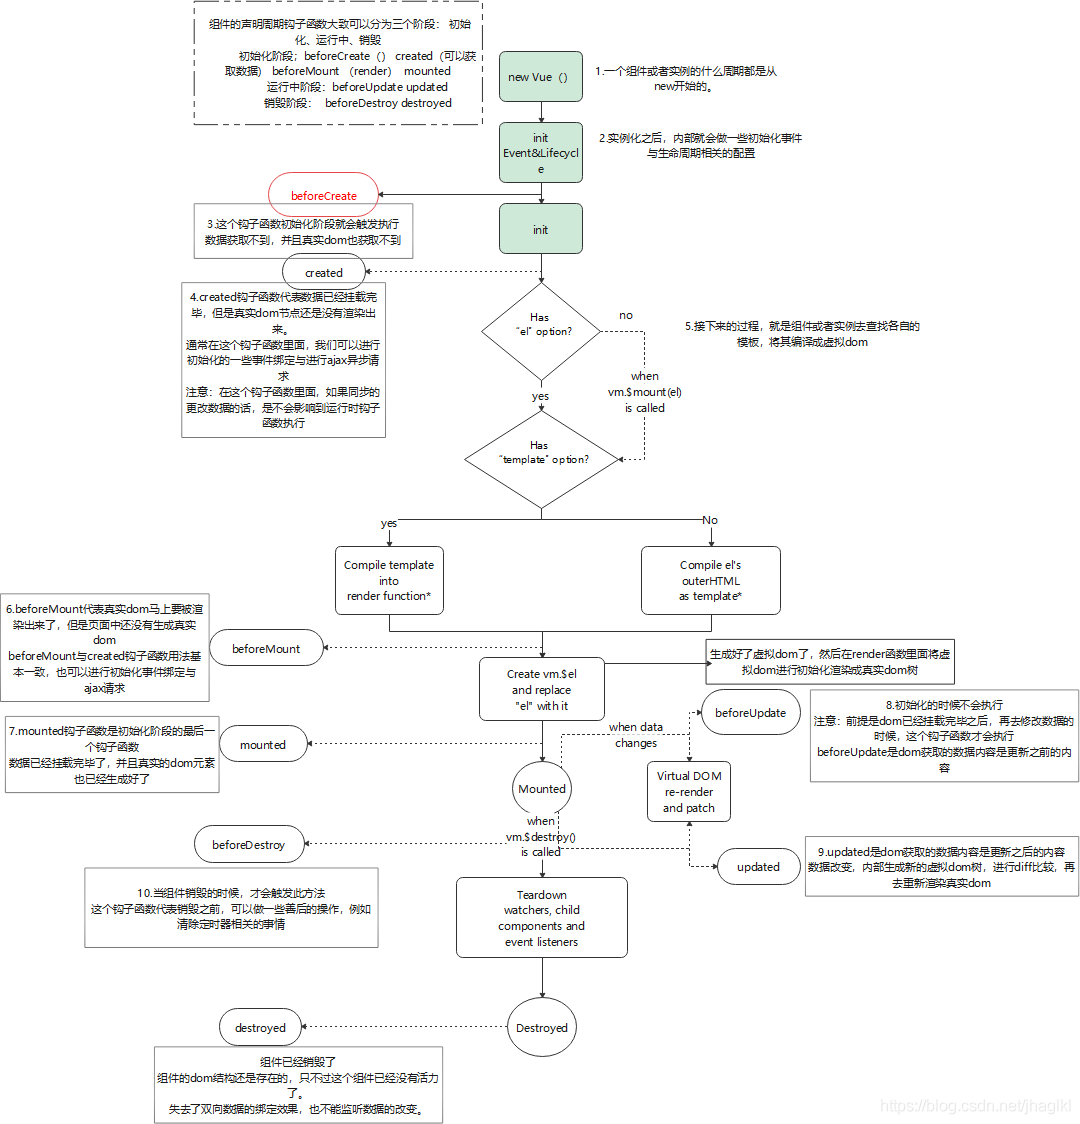 组件的声明周期钩子函数大致可以分为三个阶段： 初始
化、运行中、销毁
初始化阶段；beforeCreate（） created（可以获
取数据） beforeMount （render） mounted
运行中阶段：beforeUpdate updated
销毁阶段： beforeDestroy destroyed
new Vue（）
1.一个组件或者实例的什么周期都是从
new开始的。
init
Event&Lifecycl
e
2.实例化之后，内部就会做一些初始化事件
与生命周期相关的配置
beforeCreate
3.这个钩子函数初始化阶段就会触发执行
数据获取不到，并且真实dom也获取不到
init
created
4.created钩子函数代表数据已经挂载完
毕，但是真实dom节点还是没有渲染出
来。
通常在这个钩子函数里面，我们可以进行
初始化的一些事件绑定与进行ajax异步请
求
注意：在这个钩子函数里面，如果同步的
更改数据的话，是不会影响到运行时钩子
函数执行
Has
“el” option?
no
5.接下来的过程，就是组件或者实例去查找各自的
模板，将其编译成虚拟dom
when
vm.$mount(el)
is called
yes
Has
“template” option?
yes
No
Compile template
into
render function*
Compile el's
outerHTML
as template*
6.beforeMount代表真实dom马上要被渲
染出来了，但是页面中还没有生成真实
dom
beforeMount与created钩子函数用法基
本一致，也可以进行初始化事件绑定与
ajax请求
beforeMount
Create vm.$el
and replace
"el" with it
生成好了虚拟dom了，然后在render函数里面将虚
拟dom进行初始化渲染成真实dom树
7.mounted钩子函数是初始化阶段的最后一
个钩子函数
数据已经挂载完毕了，并且真实的dom元素
也已经生成好了
mounted
when data
changes
beforeUpdate
8.初始化的时候不会执行
注意：前提是dom已经挂载完毕之后，再去修改数据的
时候，这个钩子函数才会执行
beforeUpdate是dom获取的数据内容是更新之前的内
容
Mounted
Virtual DOM
re-render
and patch
when
vm.$destroy()
is called
beforeDestroy
updated
9.updated是dom获取的数据内容是更新之后的内容
数据改变，内部生成新的虚拟dom树，进行diff比较，再
去重新渲染真实dom
10.当组件销毁的时候，才会触发此方法
这个钩子函数代表销毁之前，可以做一些善后的操作，例如
清除定时器相关的事情
Teardown
watchers, child
components and
event listeners
destroyed
Destroyed
组件已经销毁了
组件的dom结构还是存在的，只不过这个组件已经没有活力
了。
失去了双向数据的绑定效果，也不能监听数据的改变。
https://blog.csdn.net/jhaglkl